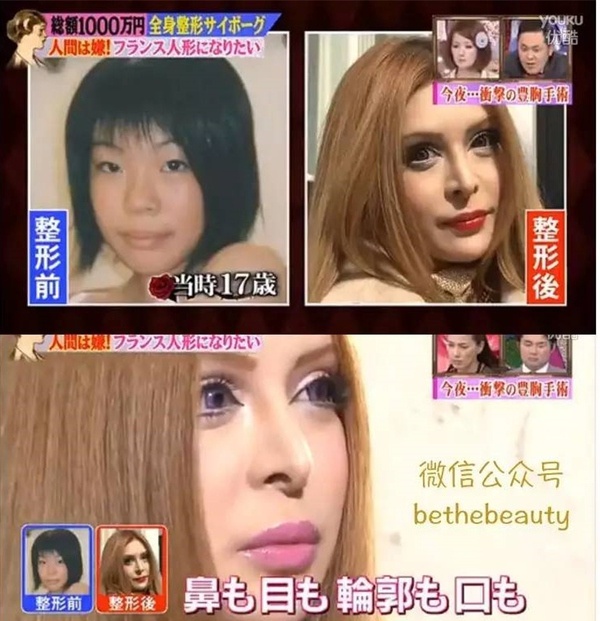 総額1000万円 全身整形サイボーグ
人間は嫌!フランス人形になりたい
youku
优酷
今夜…衝撃の豊胸手術
整形前
当時17歳
整形後
人間は嫌!フランス人形になりたい
优酷
今夜…衝撃の豊胸手術
微信公众号
bethebeauty
整形前
整形後
鼻も目も輪郭も口も